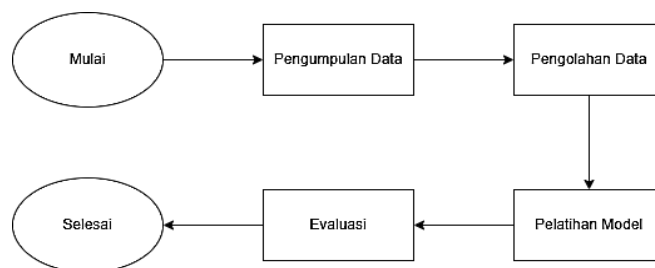 Mulai
Pengumpulan Data
Pengolahan Data
Pelatihan Model
Evaluasi
Selesai